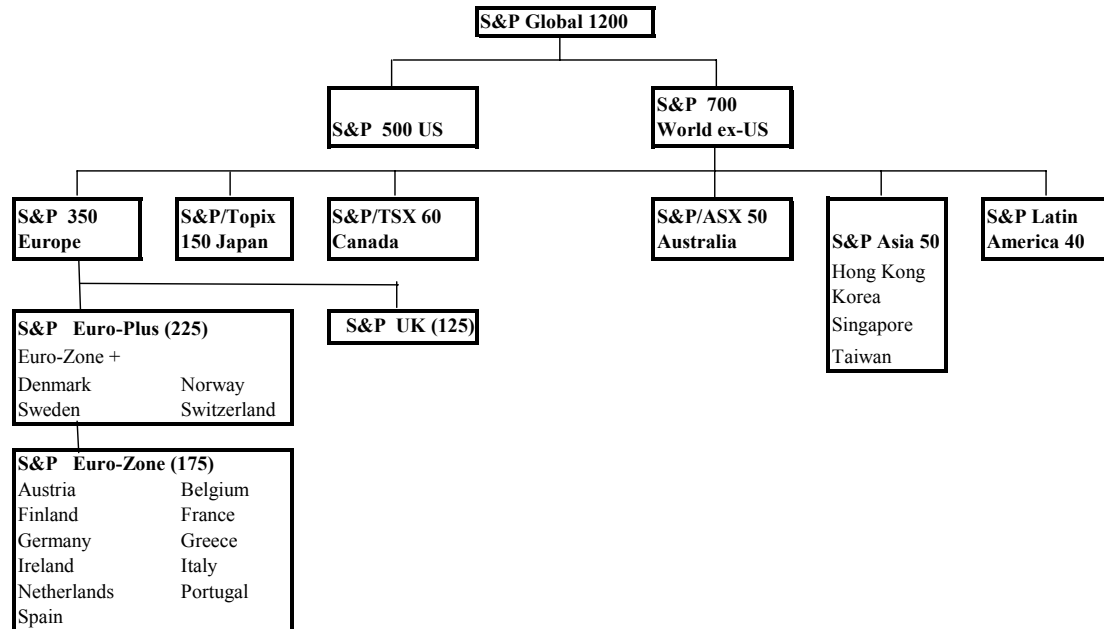 S&P Global 1200
S&P 500 US
S&P 700
World ex-US
S&P 350
Europe
S&P/Topix
150 Japan
S&P/TSX 60
Canada
S&P/ASX 50
Australia
S&P Asia 50
Hong Kong
Korea
Singapore
Taiwan
S&P Latin
America 40
S&P Euro-Plus (225)
Euro-Zone +
Denmark Norway
Sweden Switzerland
S&P UK (125)
S&P Euro-Zone (175)
Austria Belgium
Finland France
Germany Greece
Ireland Italy
Netherlands Portugal
Spain